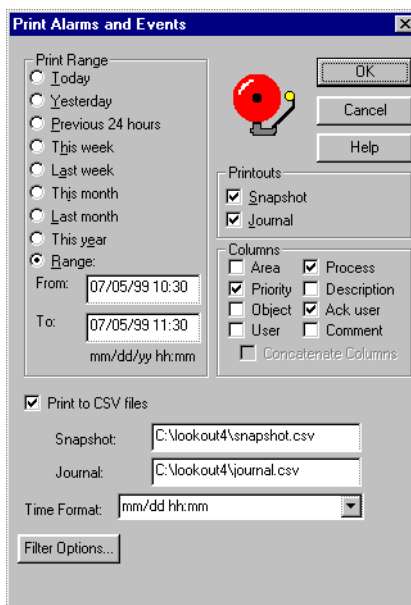 Print Alarms and Events
Print Range
Today
Yesterday
Previous 24 hours
This week
Last week
This month
Last month
This year
Range:
From: 07/05/99 10:30
To: 07/05/99 11:30
mm/dd/yy hh:mm
OK
Cancel
Help
Printouts
Snapshot
Journal
Columns
Area Process
Priority Description
Object Ack user
User Comment
Concatenate Columns
Print to CSV files
Snapshot: C:\lookout4\snapshot.csv
Journal: C:\lookout4\journal.csv
Time Format: mm/dd hh:mm
Filter Options...